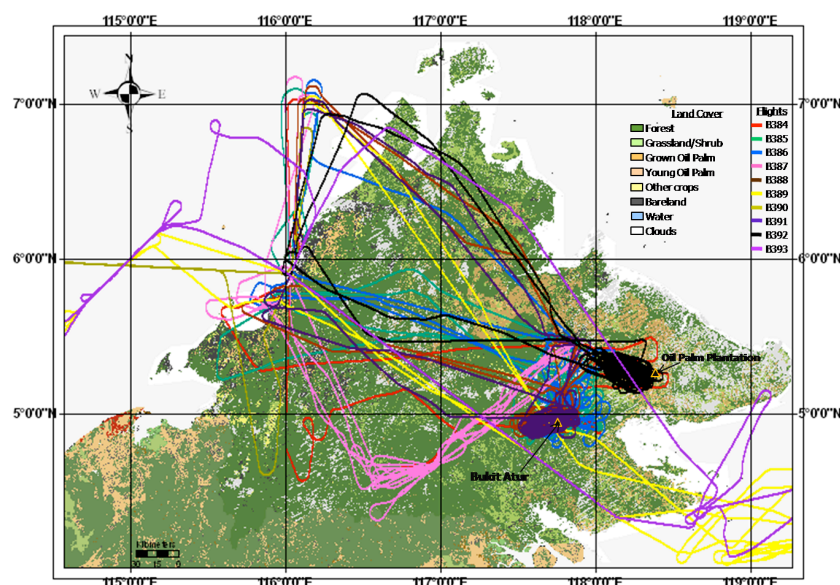 115°0'0"E 116°0'0"E 117°0'0"E 118°0'0"E 119°0'0"E
N
W E
S
7°0'0"N 7°0'0"N
Land Cover
Forest
Grassland/Shrub
Grown Oil Palm
Young Oil Palm
Other crops
Bareland
Water
Clouds
Flights
B384
B385
B386
B387
B388
B389
B390
B391
B392
B393
6°0'0"N 6°0'0"N
Oil Palm Plantation
5°0'0"N 5°0'0"N
Bukit Atur
Kilometers
30 15 0
115°0'0"E 116°0'0"E 117°0'0"E 118°0'0"E 119°0'0"E